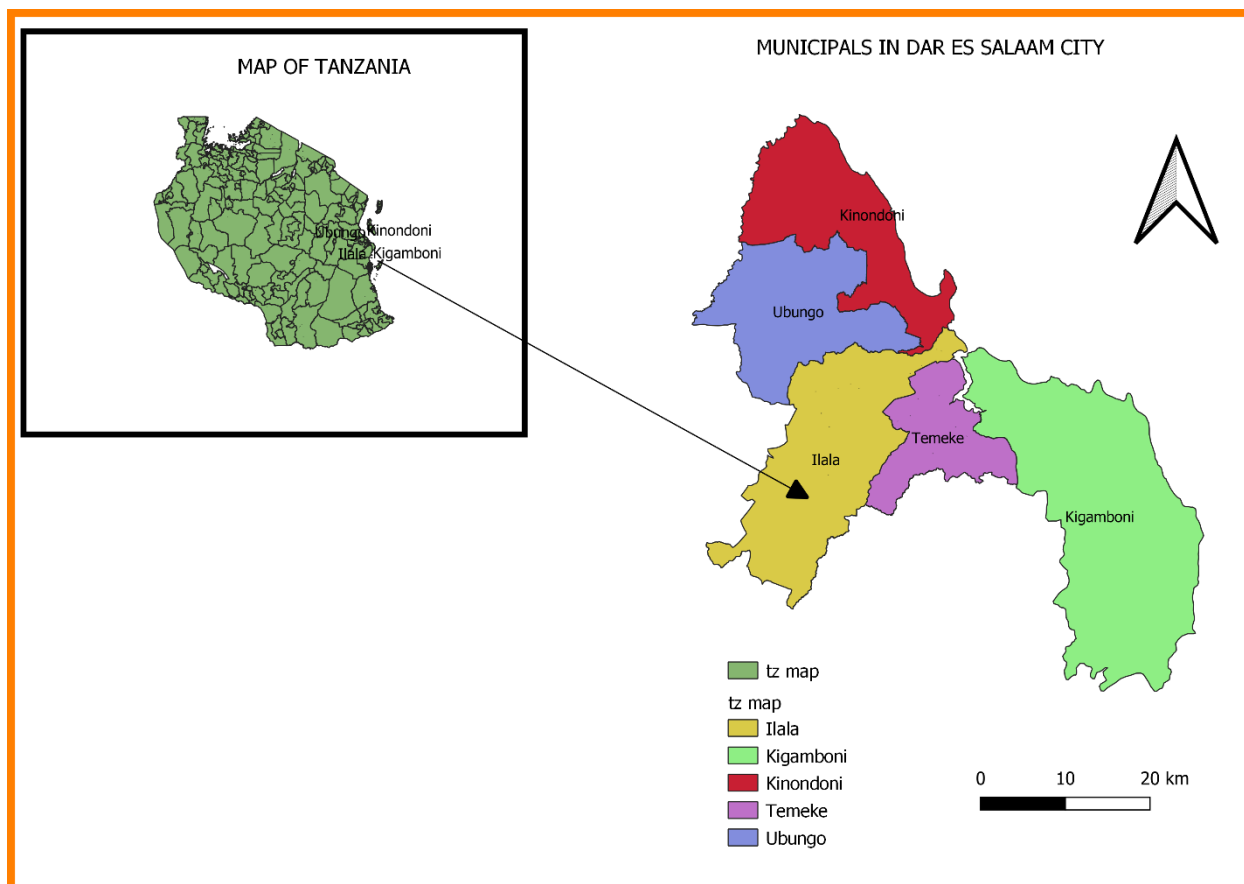 MAP OF TANZANIA
Ubungo Kinondoni
Ilala Kigamboni
MUNICIPALS IN DAR ES SALAAM CITY
Kinondoni
Ubungo
Temeke
Ilala
Kigamboni
tz map
tz map
Ilala
Kigamboni
Kinondoni
Temeke
Ubungo
0 10 20 km